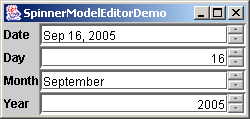 SpinnerModelEditorDemo
Date Sep 16, 2005
Day 16
Month September
Year 2005